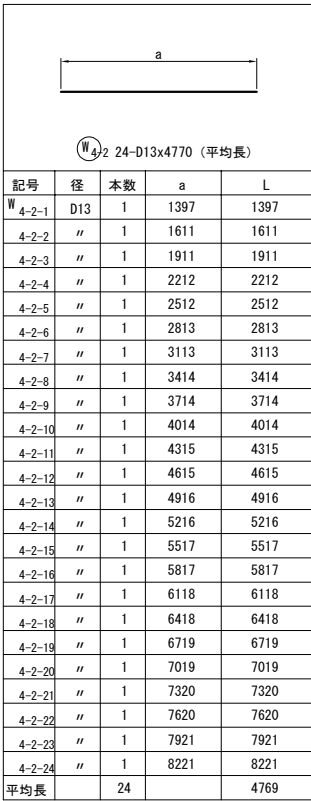 a
W4-2 24-D13x4770 (平均長)
記号 径 本数 a L
W4-2-1 D13 1 1397 1397
4-2-2 〃 1 1611 1611
4-2-3 〃 1 1911 1911
4-2-4 〃 1 2212 2212
4-2-5 〃 1 2512 2512
4-2-6 〃 1 2813 2813
4-2-7 〃 1 3113 3113
4-2-8 〃 1 3414 3414
4-2-9 〃 1 3714 3714
4-2-10 〃 1 4014 4014
4-2-11 〃 1 4315 4315
4-2-12 〃 1 4615 4615
4-2-13 〃 1 4916 4916
4-2-14 〃 1 5216 5216
4-2-15 〃 1 5517 5517
4-2-16 〃 1 5817 5817
4-2-17 〃 1 6118 6118
4-2-18 〃 1 6418 6418
4-2-19 〃 1 6719 6719
4-2-20 〃 1 7019 7019
4-2-21 〃 1 7320 7320
4-2-22 〃 1 7620 7620
4-2-23 〃 1 7921 7921
4-2-24 〃 1 8221 8221
平均長 24 4769